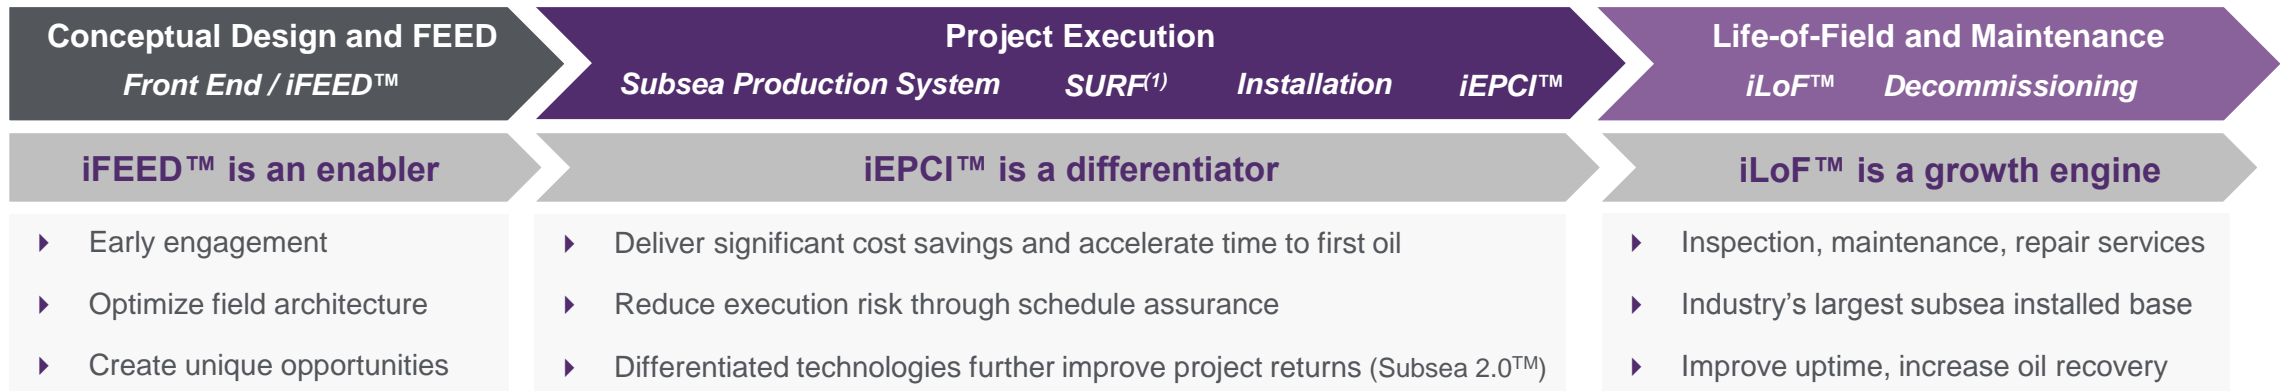 Conceptual Design and FEED
Front End / iFEED™
Project Execution
Subsea Production System SURF(1) Installation iEPCI™
Life-of-Field and Maintenance
iLoF™ Decommissioning
iFEED™ is an enabler
iEPCI™ is a differentiator
iLoF™ is a growth engine
Early engagement
Optimize field architecture
Create unique opportunities
Deliver significant cost savings and accelerate time to first oil
Reduce execution risk through schedule assurance
Differentiated technologies further improve project returns (Subsea 2.0™)
Inspection, maintenance, repair services
Industry’s largest subsea installed base
Improve uptime, increase oil recovery